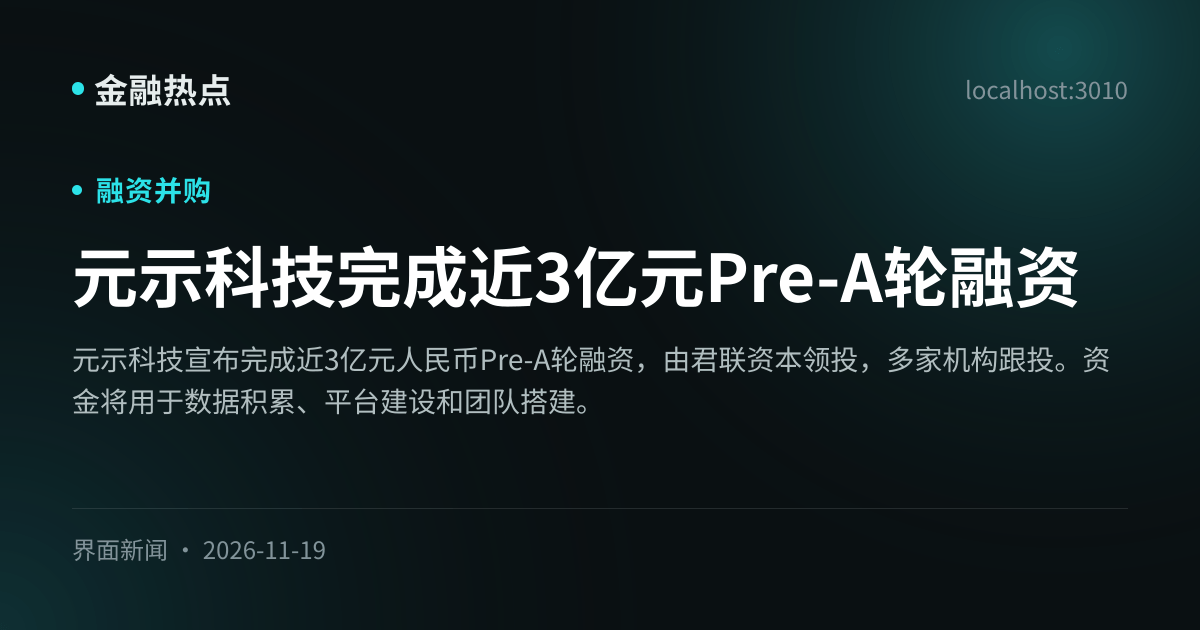 金融热点
localhost:3010
融资并购
元示科技完成近3亿元Pre-A轮融资
元示科技宣布完成近3亿元人民币Pre-A轮融资，由君联资本领投，多家机构跟投。资
金将用于数据积累、平台建设和团队搭建。
界面新闻 · 2026-11-19